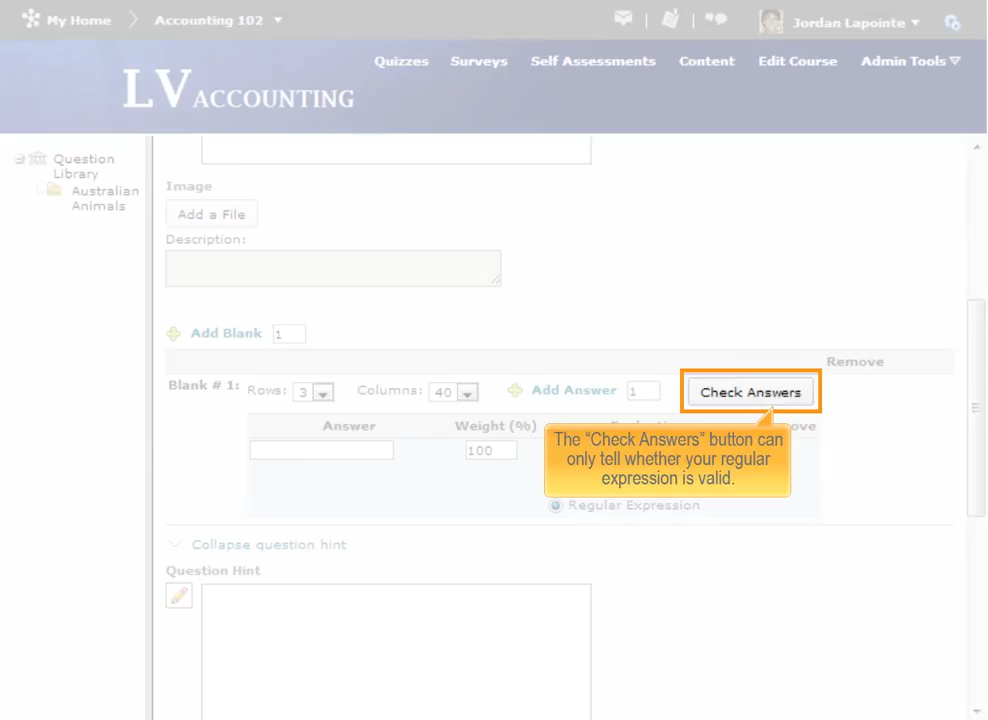 My Home
Accounting 102
Jordan Lapointe
Quizzes Surveys Self Assessments Content Edit Course Admin Tools
LV ACCOUNTING
Question
Library
Australian
Animals
Image
Add a File
Description:
Add Blank 1
Remove
Blank # 1: Rows: 3 Columns: 40 Add Answer 1 Check Answers
Answer Weight (%)
100
The “Check Answers” button can
only tell whether your regular
expression is valid.
Regular Expression
Collapse question hint
Question Hint